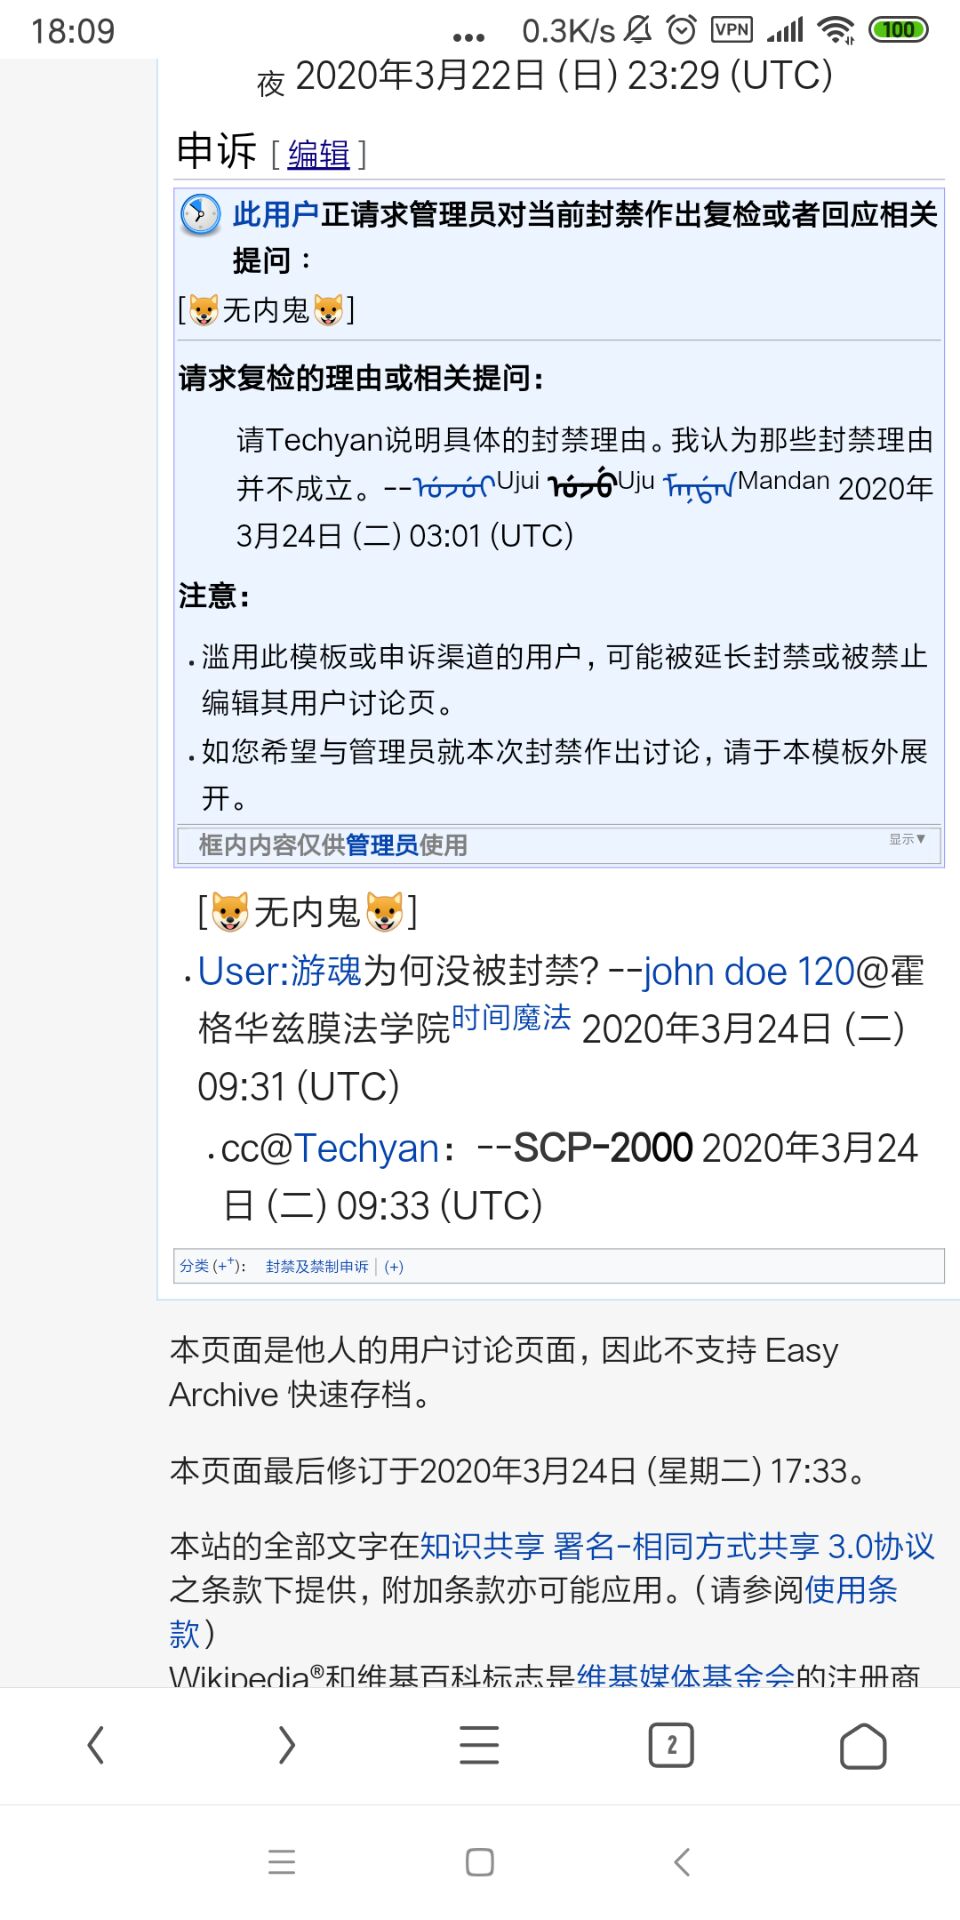 18:09 ... 0.3K/s VPN 100
夜 2020年3月22日 (日) 23:29 (UTC)
申诉 [ 编辑 ]
此用户正请求管理员对当前封禁作出复检或者回应相关
提问：
[🐶无内鬼🐶]
请求复检的理由或相关提问：
请Techyan说明具体的封禁理由。我认为那些封禁理由
并不成立。--Ujui Uju Mandan 2020年
3月24日 (二) 03:01 (UTC)
注意：
滥用此模板或申诉渠道的用户，可能被延长封禁或被禁止
编辑其用户讨论页。
如您希望与管理员就本次封禁作出讨论，请于本模板外展
开。
框内内容仅供管理员使用 显示▼
[🐶无内鬼🐶]
User:游魂为何没被封禁? --john doe 120@霍
格华兹膜法学院时间魔法 2020年3月24日 (二)
09:31 (UTC)
cc@Techyan： --SCP-2000 2020年3月24
日 (二) 09:33 (UTC)
分类 (++)： 封禁及禁制申诉 | (+)
本页面是他人的用户讨论页面，因此不支持 Easy
Archive 快速存档。
本页面最后修订于2020年3月24日 (星期二) 17:33。
本站的全部文字在知识共享 署名-相同方式共享 3.0协议
之条款下提供，附加条款亦可能应用。（请参阅使用条
款）
Wikipedia®和维基百科标志是维基媒体基金会的注册商
2